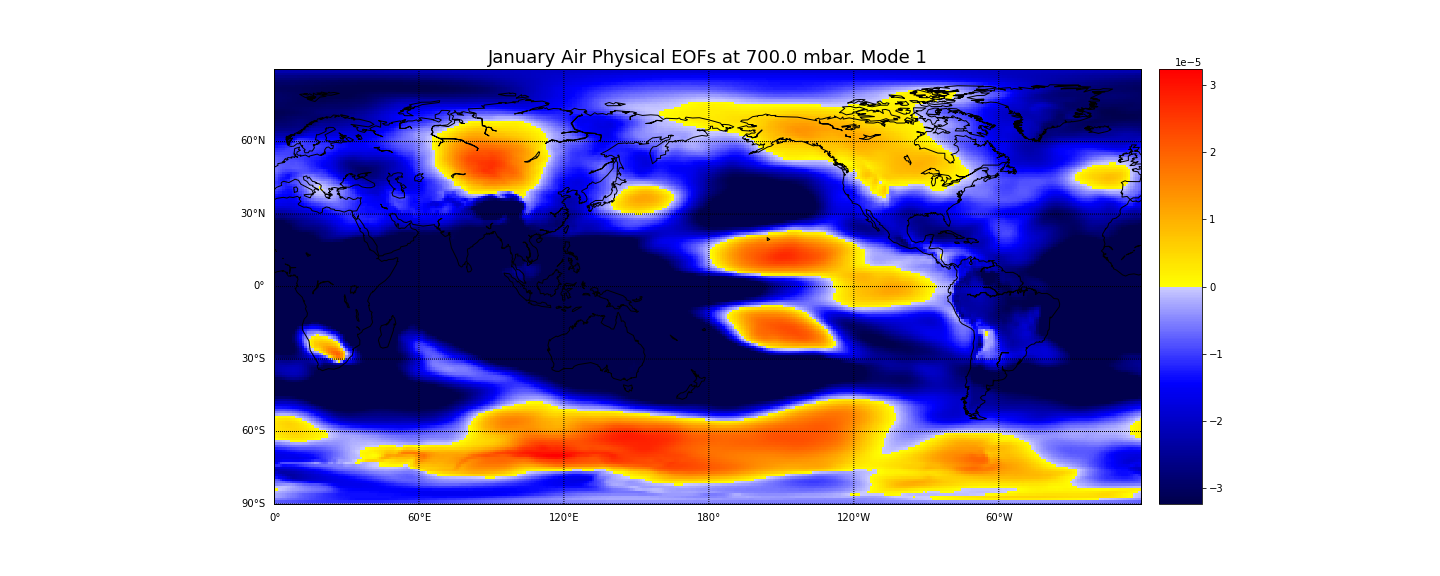 January Air Physical EOFs at 700.0 mbar. Mode 1
1e−5
3
2
1
0
−1
−2
−3
60°N
30°N
0°
30°S
60°S
90°S
0°
60°E
120°E
180°
120°W
60°W